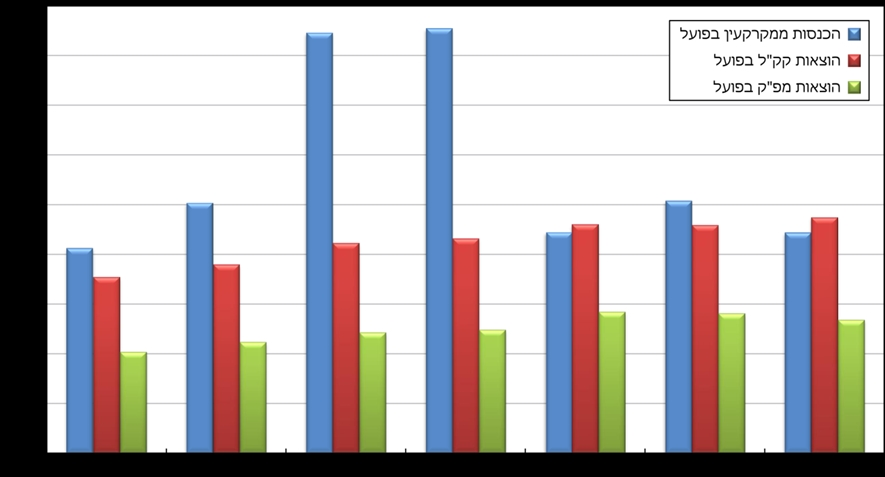 הכנסות ממקרקעין בפועל
הוצאות קק"ל בפועל
הוצאות מפ"ק בפועל